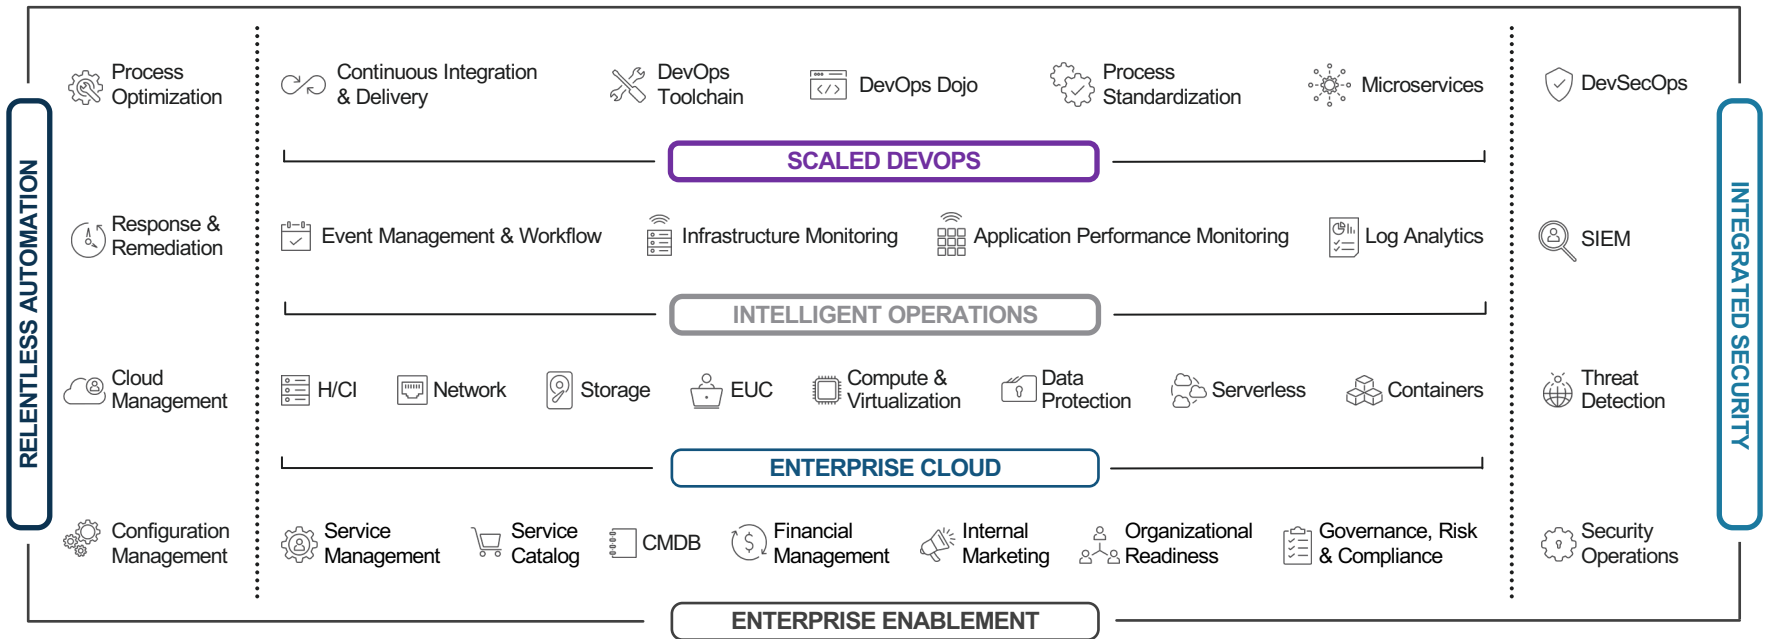 Process
Optimization
Continuous Integration
& Delivery
DevOps
Toolchain
DevOps Dojo
Process
Standardization
Microservices
DevSecOps
SCALED DEVOPS
RELENTLESS AUTOMATION
INTEGRATED SECURITY
Response &
Remediation
Event Management & Workflow
Infrastructure Monitoring
Application Performance Monitoring
Log Analytics
SIEM
INTELLIGENT OPERATIONS
Cloud
Management
H/CI
Network
Storage
EUC
Compute &
Virtualization
Data
Protection
Serverless
Containers
Threat
Detection
ENTERPRISE CLOUD
Configuration
Management
Service
Management
Service
Catalog
CMDB
Financial
Management
Internal
Marketing
Organizational
Readiness
Governance, Risk
& Compliance
Security
Operations
ENTERPRISE ENABLEMENT